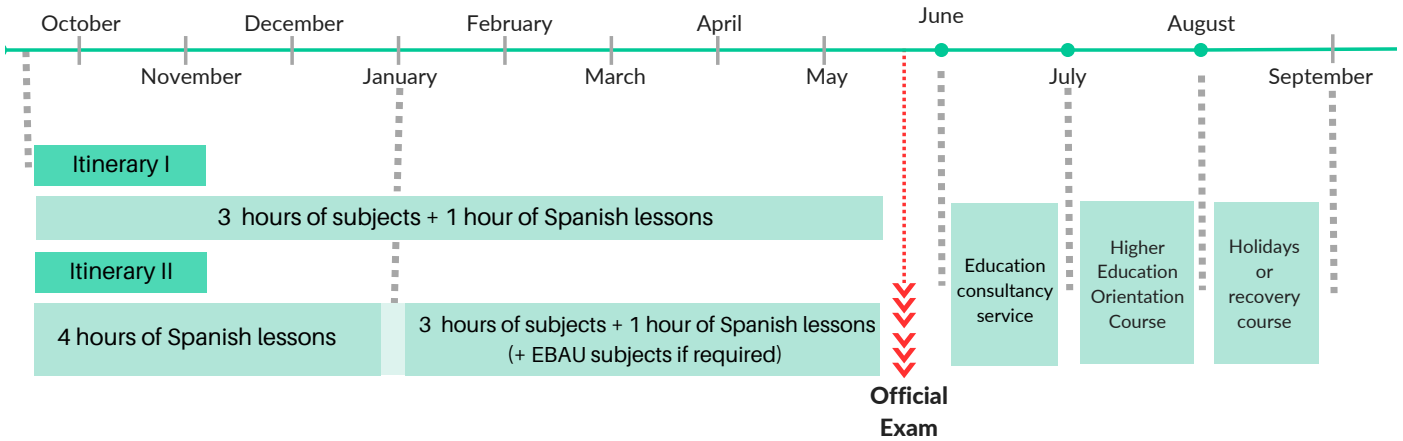 October
November
December
January
February
March
April
May
June
July
August
September
Itinerary I
3 hours of subjects + 1 hour of Spanish lessons
Itinerary II
4 hours of Spanish lessons
3 hours of subjects + 1 hour of Spanish lessons
(+ EBAU subjects if required)
Official
Exam
Education
consultancy
service
Higher
Education
Orientation
Course
Holidays
or
recovery
course